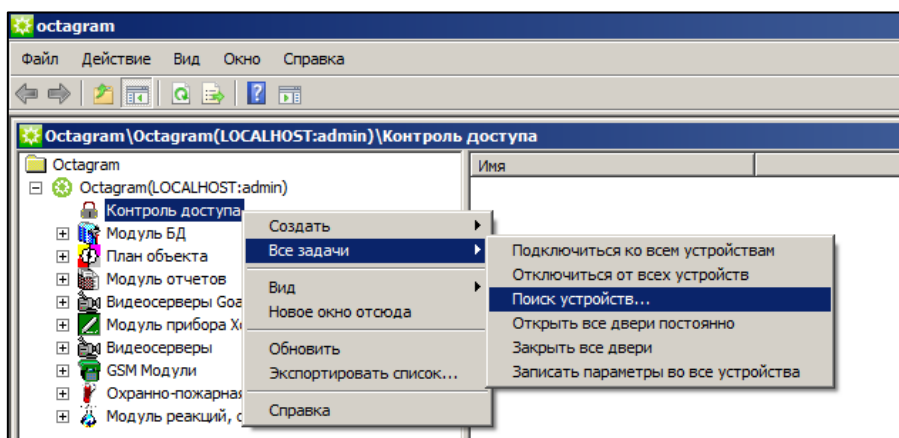 octagram
Файл Действие Вид Окно Справка
Octagram\Octagram(LOCALHOST:admin)\Контроль доступа
Octagram
Имя
Octagram(LOCALHOST:admin)
Контроль доступа
Модуль БД
План объекта
Модуль отчетов
Видеосерверы Goa
Модуль прибора
Видеосерверы
GSM Модули
Охранно-пожарная
Модуль реакций,
Создать
Все задачи
Вид
Новое окно отсюда
Обновить
Экспортировать список...
Справка
Подключиться ко всем устройствам
Отключиться от всех устройств
Поиск устройств...
Открыть все двери постоянно
Закрыть все двери
Записать параметры во все устройства